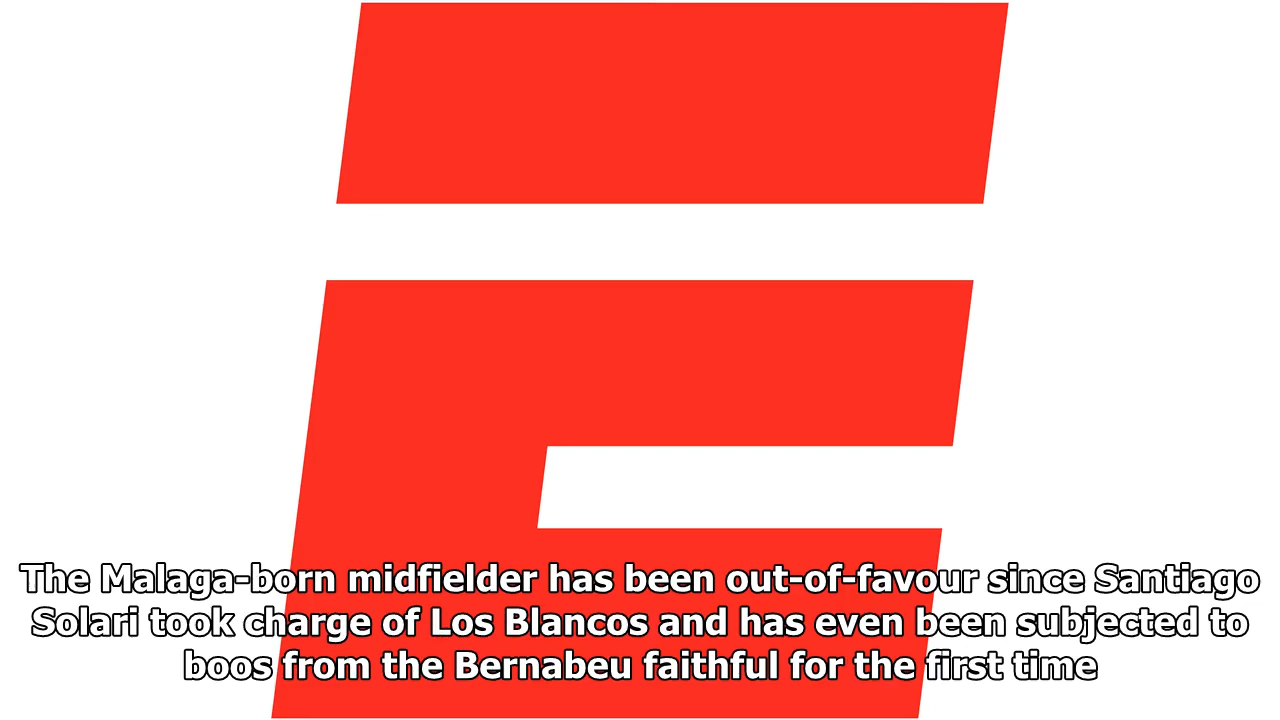 The Malaga-born midfielder has been out-of-favour since Santiago
Solari took charge of Los Blancos and has even been subjected to
boos from the Bernabeu faithful for the first time